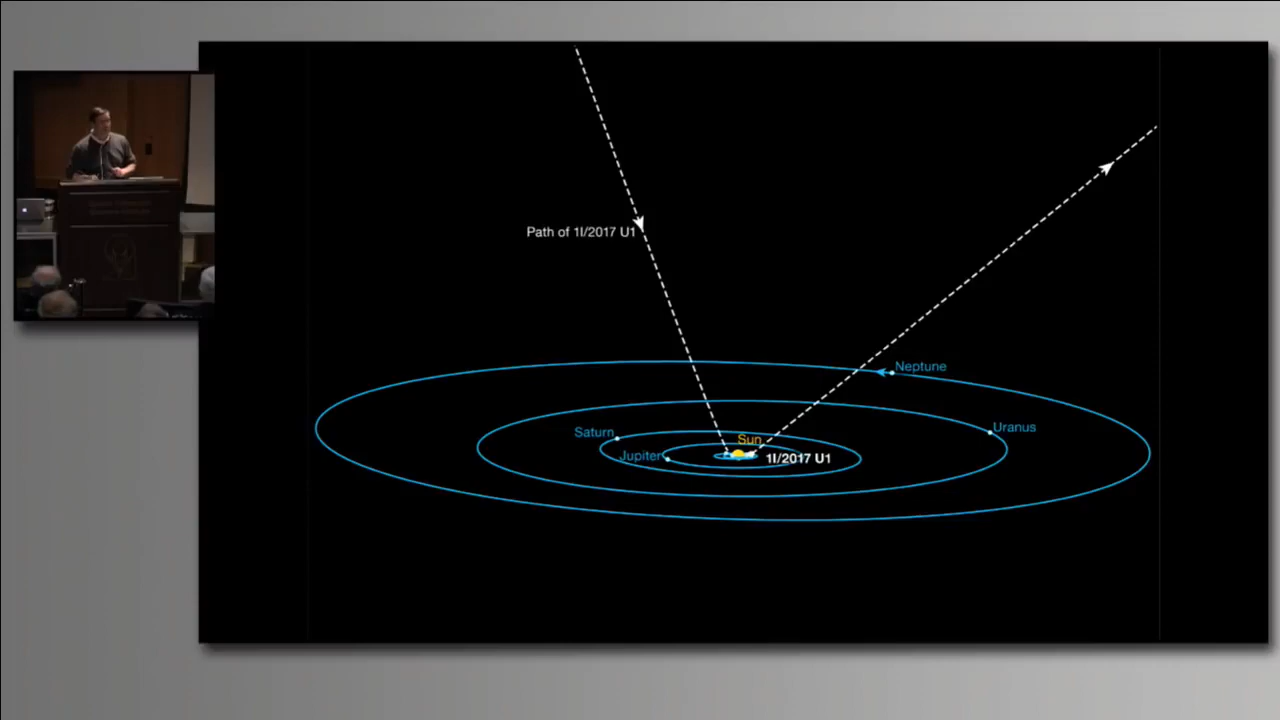 Path of 1I/2017 U1
Neptune
Uranus
Saturn
Sun
Jupiter
1I/2017 U1